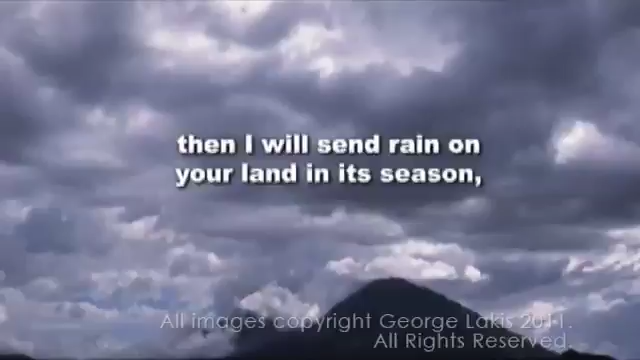 then I will send rain on
your land in its season,
All images copyright George Lakis 2011.
All Rights Reserved.